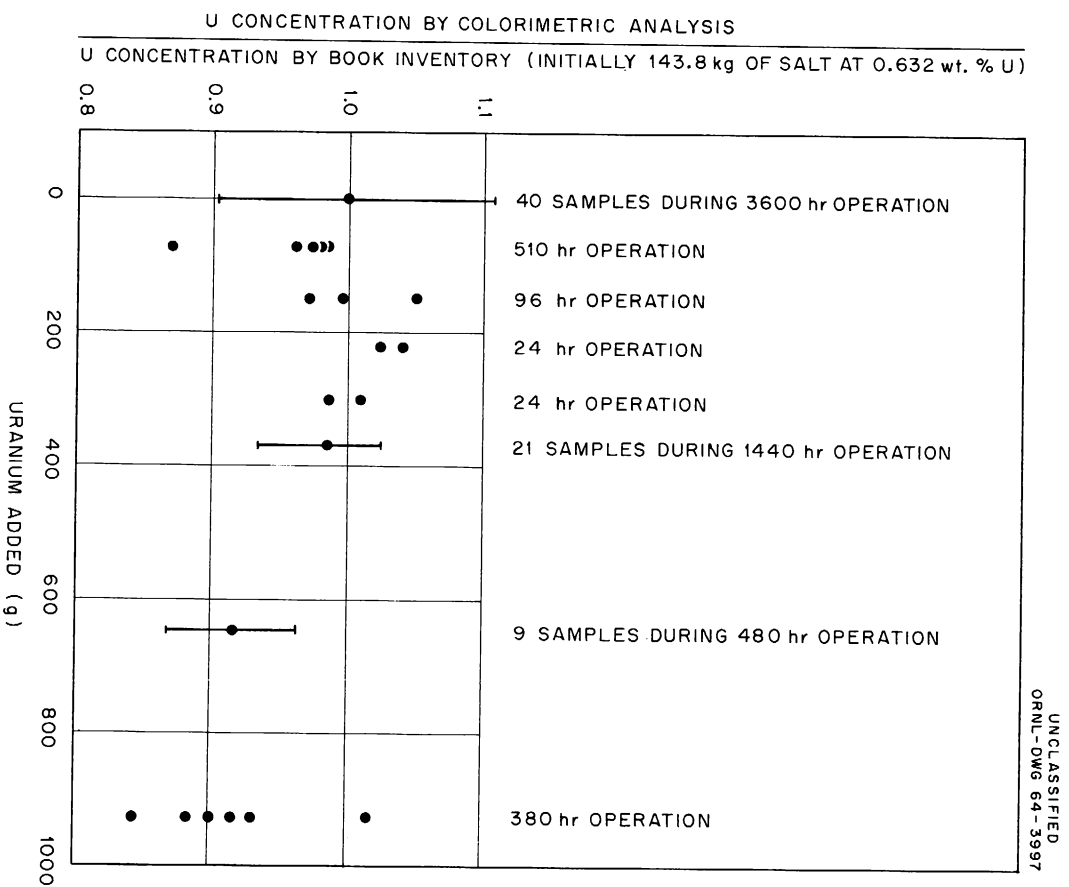 U CONCENTRATION BY COLORIMETRIC ANALYSIS
U CONCENTRATION BY BOOK INVENTORY (INITIALLY 143.8 kg OF SALT AT 0.632 wt. % U)
0.8
0.9
1.0
1.1
0
200
400
600
800
1000
URANIUM ADDED (g)
40 SAMPLES DURING 3600 hr OPERATION
510 hr OPERATION
96 hr OPERATION
24 hr OPERATION
24 hr OPERATION
21 SAMPLES DURING 1440 hr OPERATION
9 SAMPLES DURING 480 hr OPERATION
380 hr OPERATION
UNCLASSIFIED
ORNL-DWG 64-3997